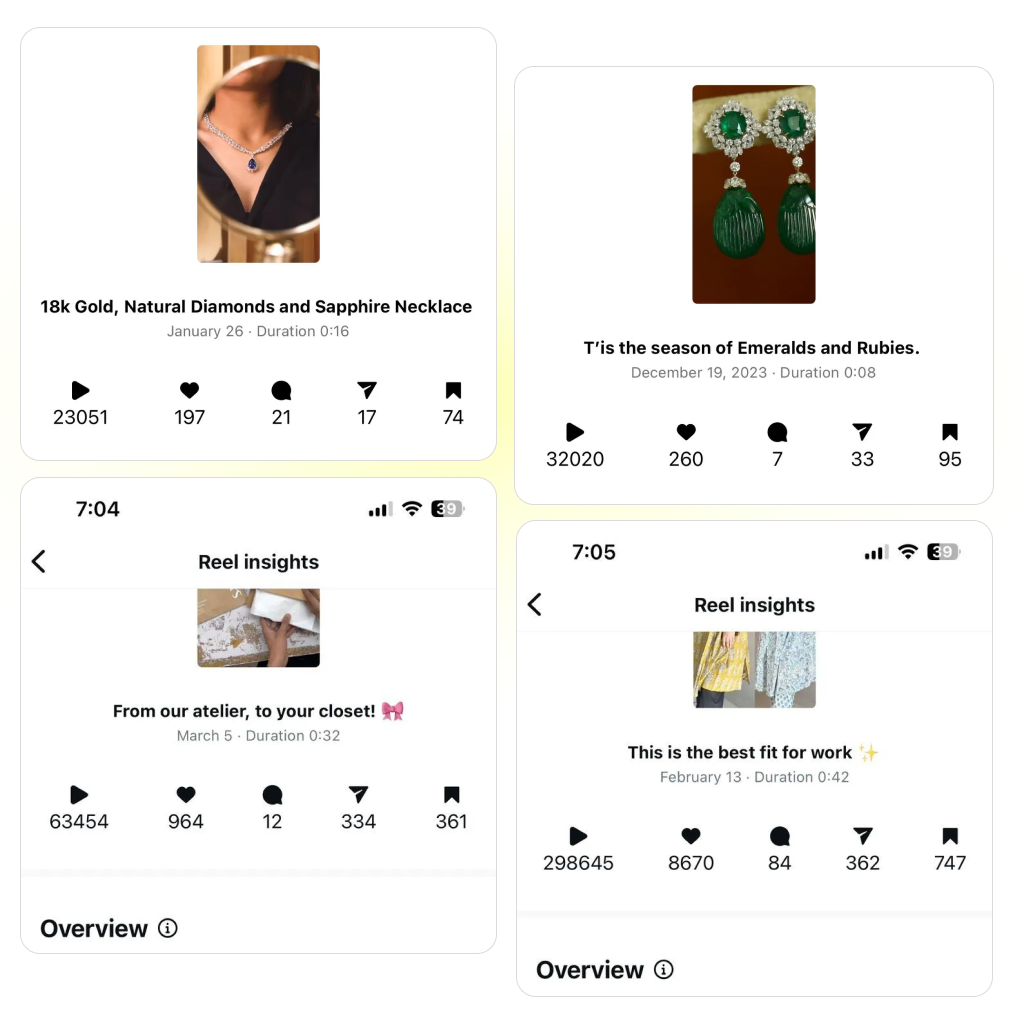 18k Gold, Natural Diamonds and Sapphire Necklace
January 26 · Duration 0:16
23051 197 21 17 74
T’is the season of Emeralds and Rubies.
December 19, 2023 · Duration 0:08
32020 260 7 33 95
7:04 39
Reel insights
From our atelier, to your closet! 🎀
March 5 · Duration 0:32
63454 964 12 334 361
Overview
7:05 39
Reel insights
This is the best fit for work ✨
February 13 · Duration 0:42
298645 8670 84 362 747
Overview